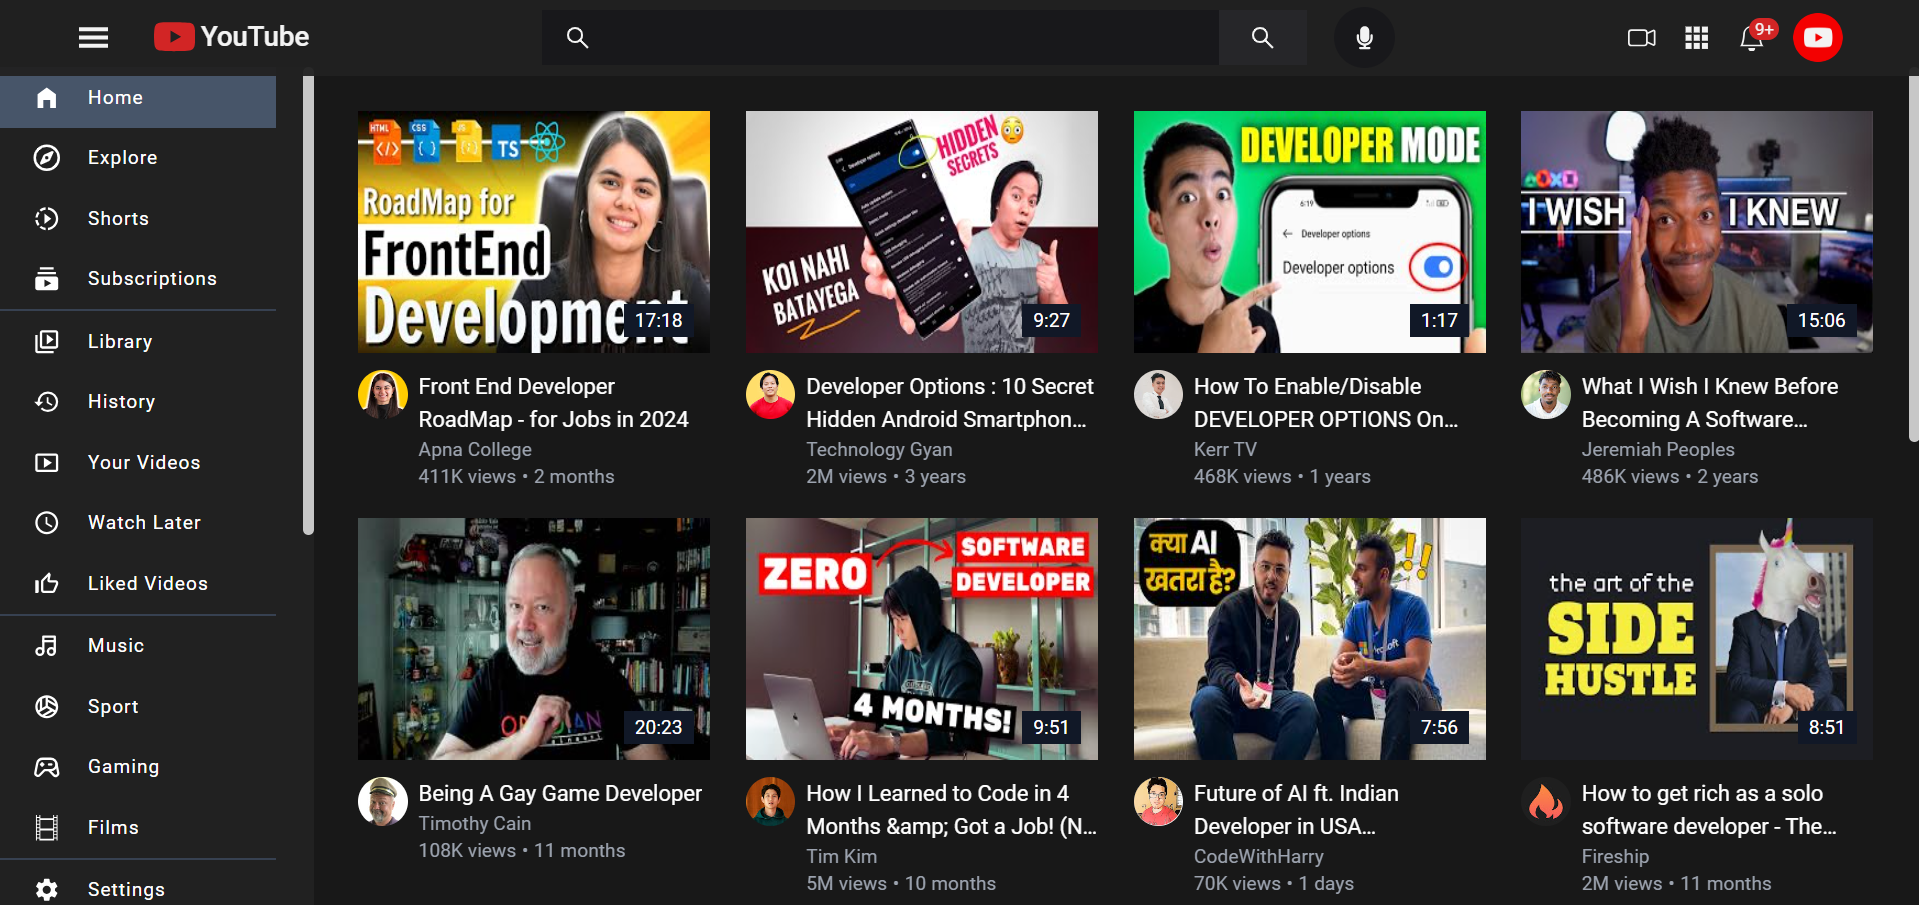 YouTube
9+
Home
Explore
Shorts
Subscriptions
Library
History
Your Videos
Watch Later
Liked Videos
Music
Sport
Gaming
Films
Settings
HTML CSS JS TS
RoadMap for
FrontEnd
Development
17:18
Front End Developer
RoadMap - for Jobs in 2024
Apna College
411K views • 2 months
HIDDEN
SECRETS
Developer options
KOI NAHI
BATAYEGA
9:27
Developer Options : 10 Secret
Hidden Android Smartphon...
Technology Gyan
2M views • 3 years
DEVELOPER MODE
6:19
Developer options
Developer options
1:17
How To Enable/Disable
DEVELOPER OPTIONS On...
Kerr TV
468K views • 1 years
I WISH I KNEW
15:06
What I Wish I Knew Before
Becoming A Software...
Jeremiah Peoples
486K views • 2 years
20:23
Being A Gay Game Developer
Timothy Cain
108K views • 11 months
ZERO
SOFTWARE
DEVELOPER
4 MONTHS!
9:51
How I Learned to Code in 4
Months &amp; Got a Job! (N...
Tim Kim
5M views • 10 months
क्या AI
खतरा है?
!!
7:56
Future of AI ft. Indian
Developer in USA...
CodeWithHarry
70K views • 1 days
the art of the
SIDE
HUSTLE
8:51
How to get rich as a solo
software developer - The...
Fireship
2M views • 11 months